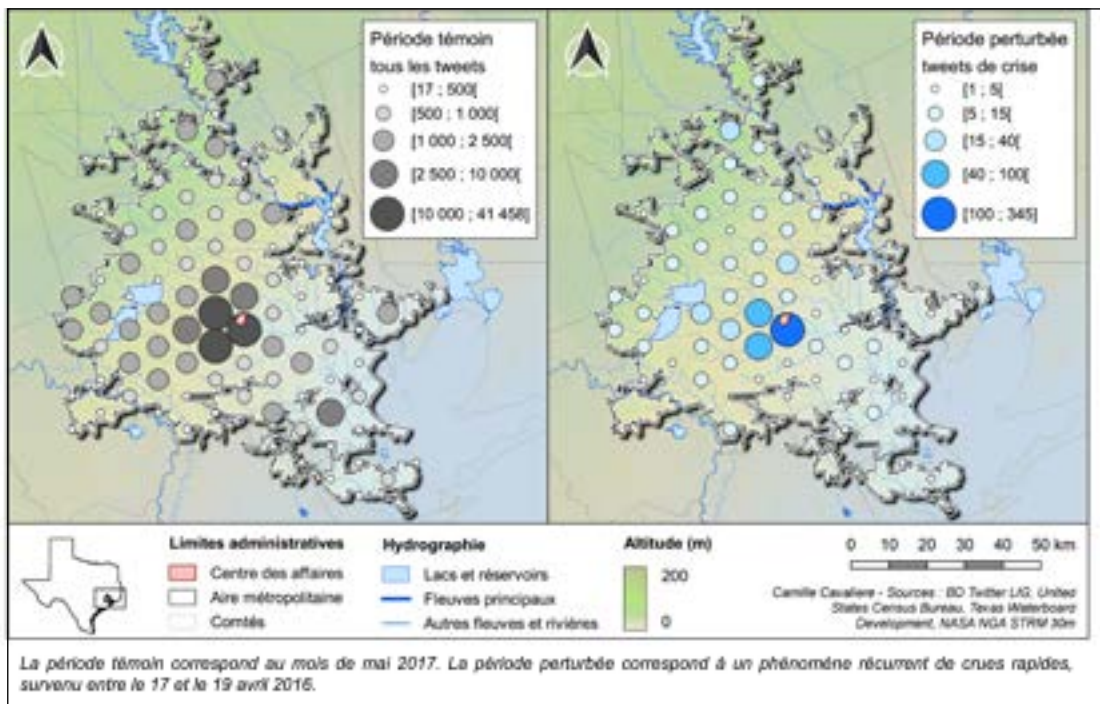 Période témoin
tous les tweets
[17 ; 500[
[500 ; 1 000[
[1 000 ; 2 500[
[2 500 ; 10 000[
[10 000 ; 41 458]
Période perturbée
tweets de crise
[1 ; 5[
[5 ; 15[
[15 ; 40[
[40 ; 100[
[100 ; 345]
Limites administratives
Centre des affaires
Aire métropolitaine
Comtés
Hydrographie
Lacs et réservoirs
Fleuves principaux
Autres fleuves et rivières
Altitude (m)
200
0
0 10 20 30 40 50 km
Camille Cavaliere - Sources : BD Twitter LIG, United
States Census Bureau, Texas Waterboard
Development, NASA NGA STRM 30m
La période témoin correspond au mois de mai 2017. La période perturbée correspond à un phénomène récurrent de crues rapides,
survenu entre le 17 et le 19 avril 2016.